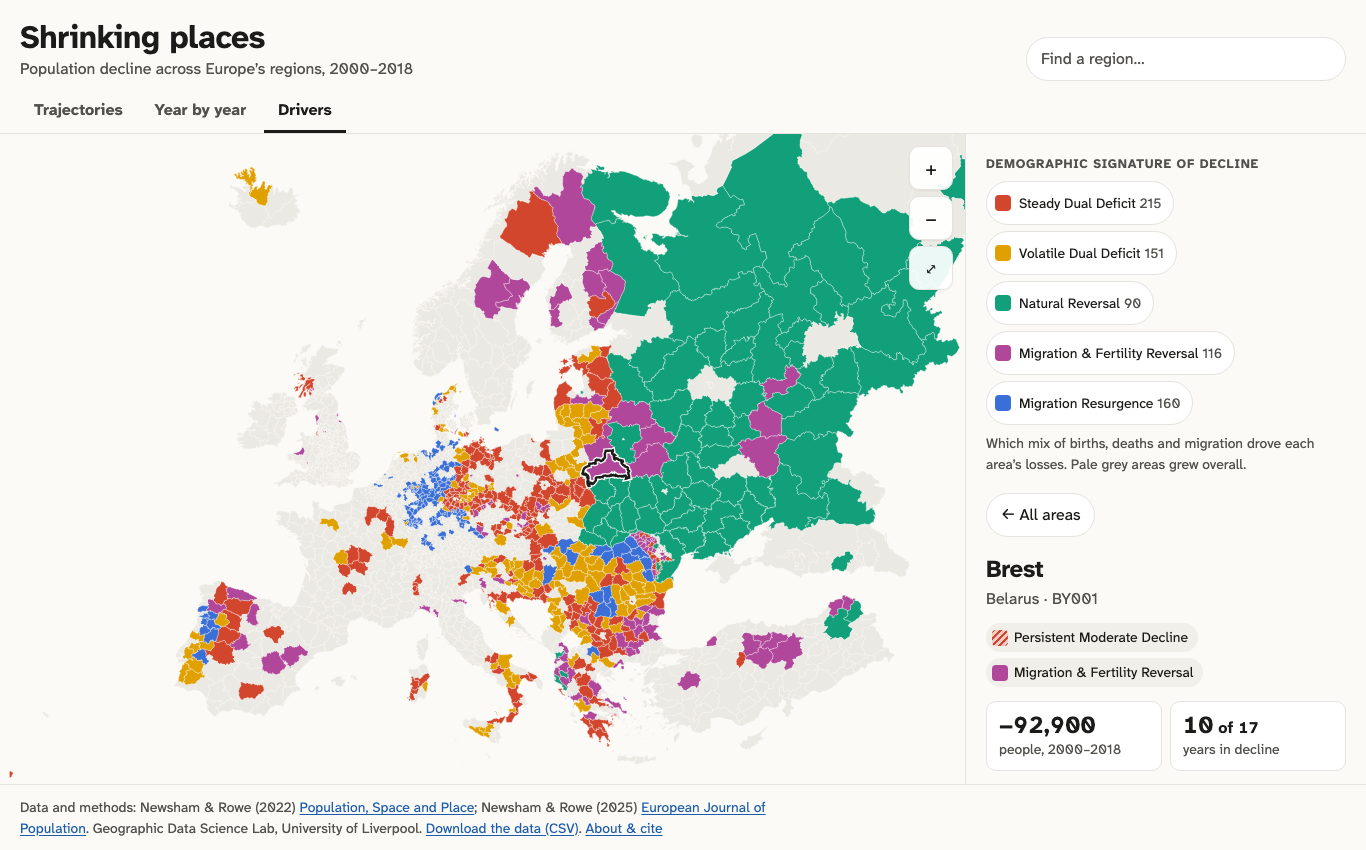 Shrinking places
Population decline across Europe's regions, 2000–2018
Find a region...
Trajectories
Year by year
Drivers
+
−
⤢
DEMOGRAPHIC SIGNATURE OF DECLINE
Steady Dual Deficit 215
Volatile Dual Deficit 151
Natural Reversal 90
Migration & Fertility Reversal 116
Migration Resurgence 160
Which mix of births, deaths and migration drove each
area's losses. Pale grey areas grew overall.
← All areas
Brest
Belarus · BY001
Persistent Moderate Decline
Migration & Fertility Reversal
−92,900
people, 2000–2018
10 of 17
years in decline
Data and methods: Newsham & Rowe (2022) Population, Space and Place; Newsham & Rowe (2025) European Journal of
Population. Geographic Data Science Lab, University of Liverpool. Download the data (CSV). About & cite